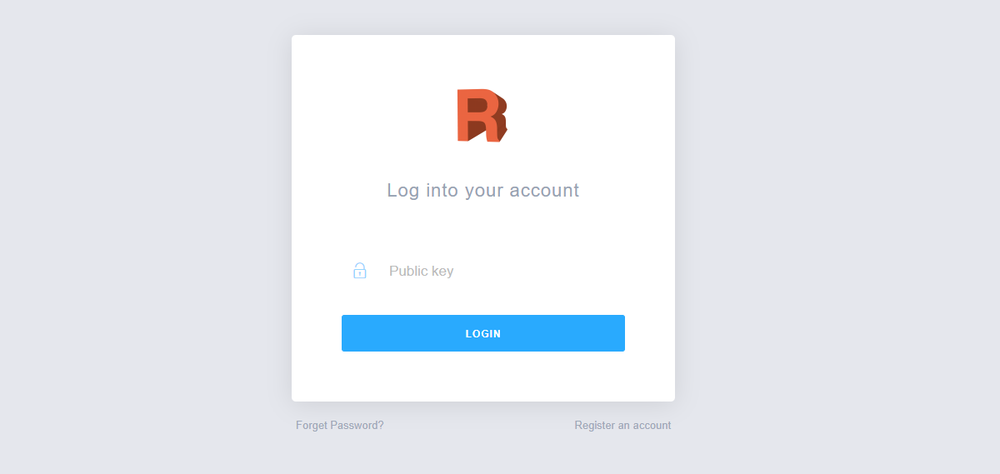 R
Log into your account
Public key
LOGIN
Forget Password?
Register an account